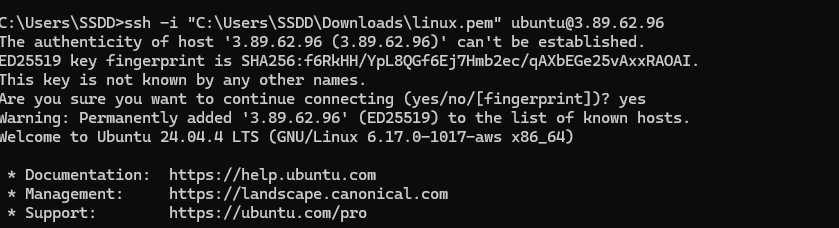 C:\Users\SSDD>ssh -i "C:\Users\SSDD\Downloads\linux.pem" ubuntu@3.89.62.96
The authenticity of host '3.89.62.96 (3.89.62.96)' can't be established.
ED25519 key fingerprint is SHA256:f6RkHH/YpL8QGf6Ej7Hmb2ec/qAXbEGe25vAxxRAOAI.
This key is not known by any other names.
Are you sure you want to continue connecting (yes/no/[fingerprint])? yes
Warning: Permanently added '3.89.62.96' (ED25519) to the list of known hosts.
Welcome to Ubuntu 24.04.4 LTS (GNU/Linux 6.17.0-1017-aws x86_64)
* Documentation: https://help.ubuntu.com
* Management: https://landscape.canonical.com
* Support: https://ubuntu.com/pro